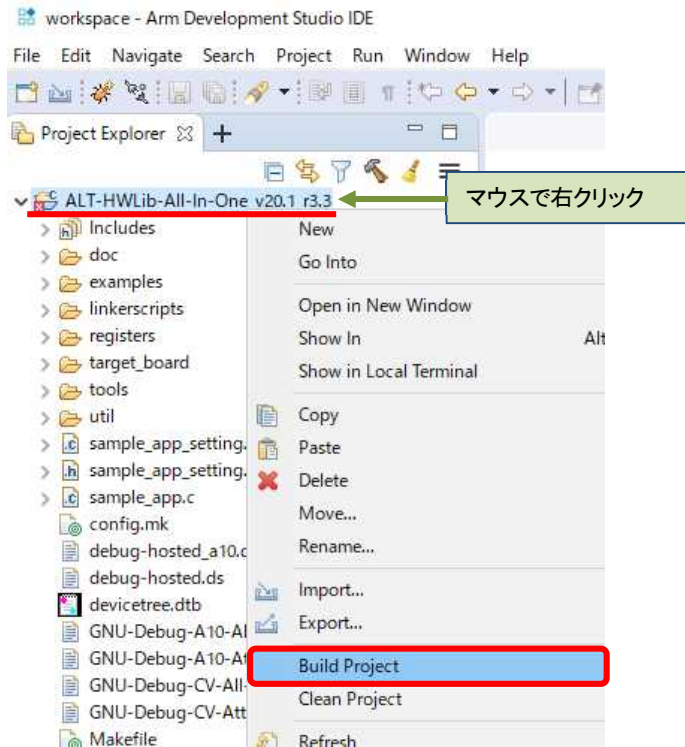 workspace - Arm Development Studio IDE
File Edit Navigate Search Project Run Window Help
Project Explorer
ALT-HWLib-All-In-One_v20.1_r3.3
マウスで右クリック
Includes
doc
examples
linkerscripts
registers
target_board
tools
util
sample_app_setting.
sample_app_setting.
sample_app.c
config.mk
debug-hosted_a10.d
debug-hosted.ds
devicetree.dtb
GNU-Debug-A10-Al
GNU-Debug-A10-At
GNU-Debug-CV-All-
GNU-Debug-CV-Att
Makefile
New
Go Into
Open in New Window
Show In Alt
Show in Local Terminal
Copy
Paste
Delete
Move...
Rename...
Import...
Export...
Build Project
Clean Project
Refresh